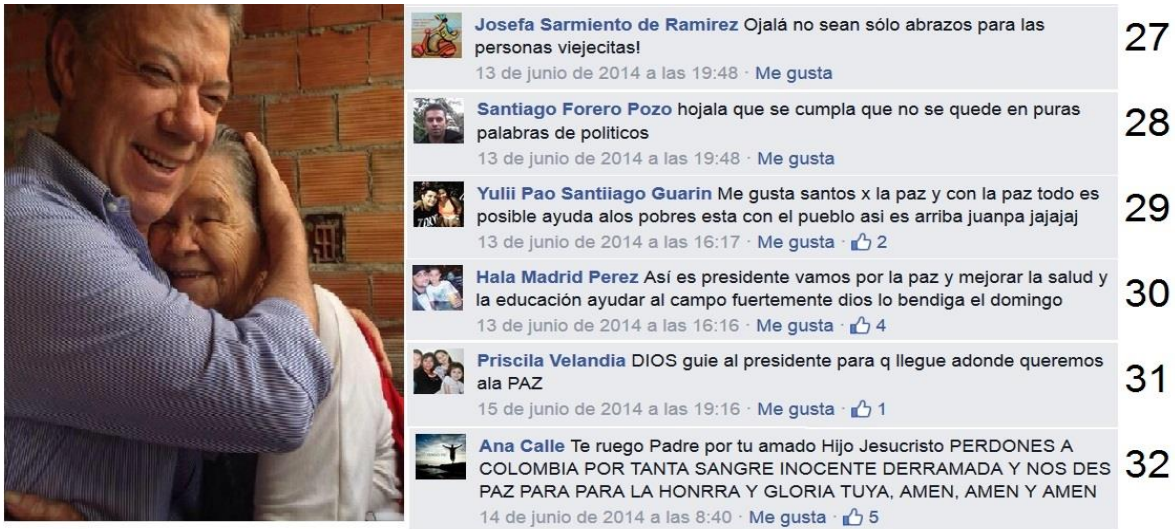 Josefa Sarmiento de Ramirez Ojalá no sean sólo abrazos para las
personas viejecitas!
13 de junio de 2014 a las 19:48 · Me gusta
27
Santiago Forero Pozo hojala que se cumpla que no se quede en puras
palabras de politicos
13 de junio de 2014 a las 19:48 · Me gusta
28
Yulii Pao Santiiago Guarin Me gusta santos x la paz y con la paz todo es
posible ayuda alos pobres esta con el pueblo asi es arriba juanpa jajajaj
13 de junio de 2014 a las 16:17 · Me gusta · 2
29
Hala Madrid Perez Así es presidente vamos por la paz y mejorar la salud y
la educación ayudar al campo fuertemente dios lo bendiga el domingo
13 de junio de 2014 a las 16:16 · Me gusta · 4
30
Priscila Velandia DIOS guie al presidente para q llegue adonde queremos
ala PAZ
15 de junio de 2014 a las 19:16 · Me gusta · 1
31
Ana Calle Te ruego Padre por tu amado Hijo Jesucristo PERDONES A
COLOMBIA POR TANTA SANGRE INOCENTE DERRAMADA Y NOS DES
PAZ PARA PARA LA HONRRA Y GLORIA TUYA, AMEN, AMEN Y AMEN
14 de junio de 2014 a las 8:40 · Me gusta · 5
32